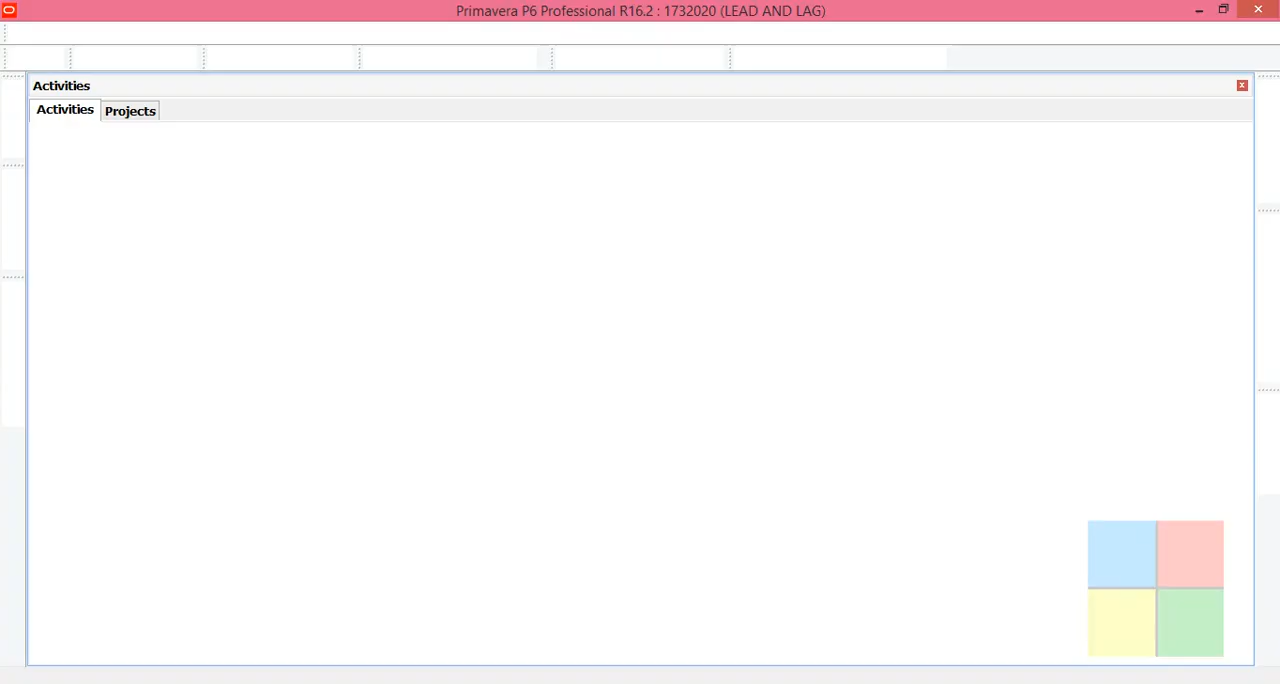 Primavera P6 Professional R16.2 : 1732020 (LEAD AND LAG)
Activities
Activities Projects